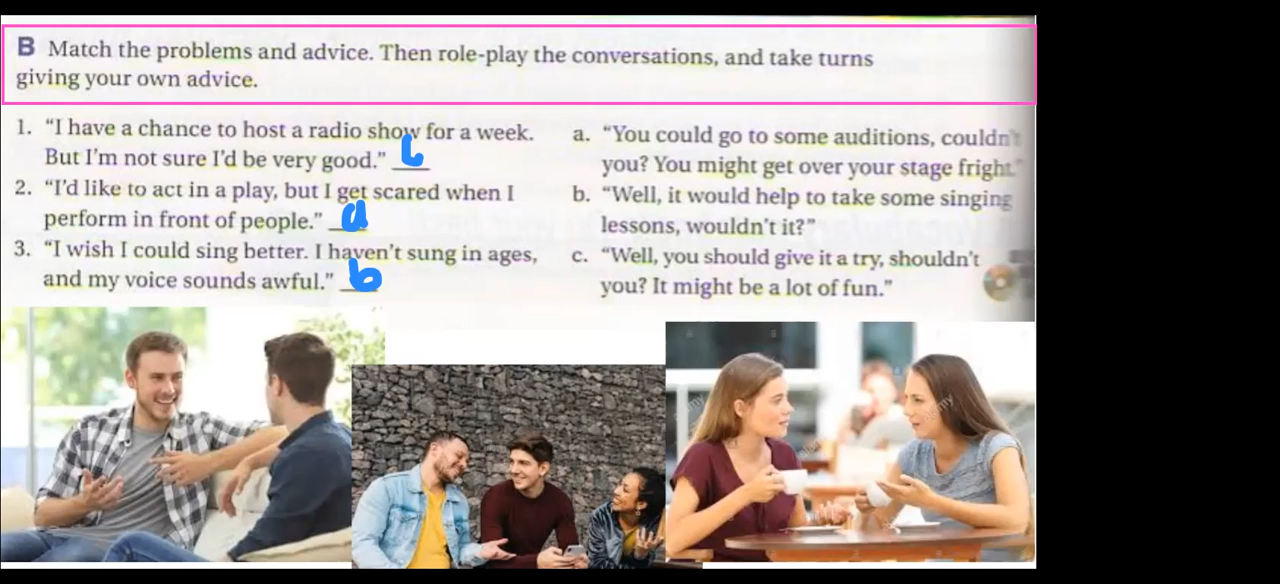 B Match the problems and advice. Then role-play the conversations, and take turns
giving your own advice.
1. “I have a chance to host a radio show for a week.
But I’m not sure I’d be very good.” ___
2. “I’d like to act in a play, but I get scared when I
perform in front of people.” a
3. “I wish I could sing better. I haven’t sung in ages,
and my voice sounds awful.” b
a. “You could go to some auditions, couldn’t
you? You might get over your stage fright.”
b. “Well, it would help to take some singing
lessons, wouldn’t it?”
c. “Well, you should give it a try, shouldn’t
you? It might be a lot of fun.”